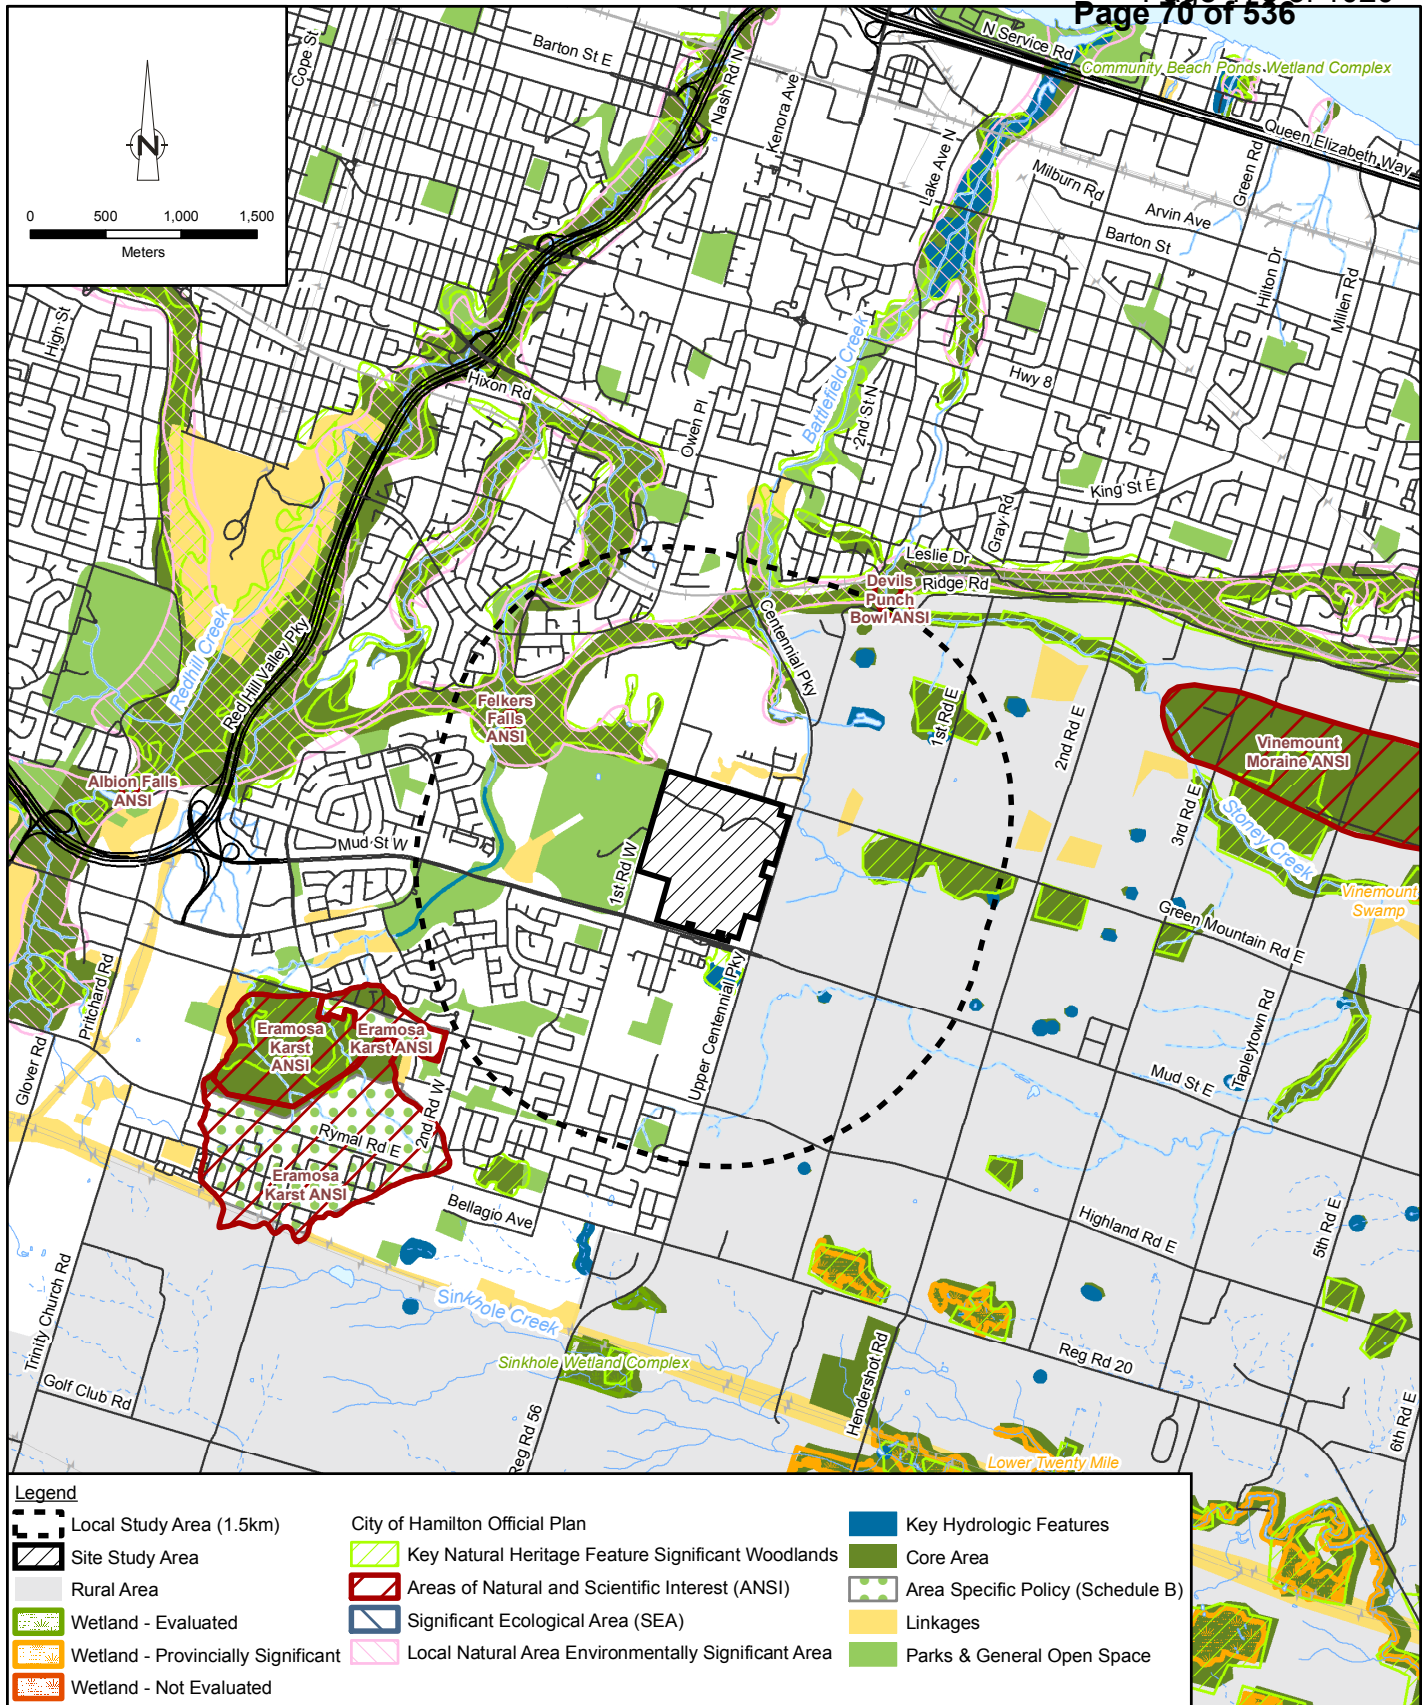 Page 70 of 536
N
0 500 1,000 1,500
Meters
Cops St
Barton St E
Nash Rd N
Kenora Ave
N Service Rd
Community Beach Ponds Wetland Complex
Queen Elizabeth Way
Green Rd
Lake Ave N
Milburn Rd
Arvin Ave
Barton St
Hilton Dr
Millen Rd
High St
Hixon Rd
Owen Pl
Battlefield Creek
2nd St N
Hwy 8
King St E
Gray Rd
Leslie Dr
Ridge Rd
Devils
Punch
Bowl ANSI
Centennial Pky
Redhill Creek
Red Hill Valley Pky
Felkers
Falls
ANSI
1st Rd E
2nd Rd E
Vinemount
Moraine ANSI
Albion Falls
ANSI
3rd Rd E
Stoney Creek
Mud St W
1st Rd W
Vinemount
Swamp
Green Mountain Rd E
Pritchard Rd
Glover Rd
Upper Centennial Pky
Tapleytown Rd
Eramosa
Karst
ANSI
Eramosa
Karst ANSI
Mud St E
2nd Rd W
Rymal Rd E
Eramosa
Karst ANSI
Bellagio Ave
Highland Rd E
5th Rd E
Trinity Church Rd
Sinkhole Creek
Sinkhole Wetland Complex
Hendershot Rd
Reg Rd 20
Golf Club Rd
Reg Rd 56
6th Rd E
Lower Twenty Mile
Legend
Local Study Area (1.5km)
Site Study Area
Rural Area
Wetland - Evaluated
Wetland - Provincially Significant
Wetland - Not Evaluated
City of Hamilton Official Plan
Key Natural Heritage Feature Significant Woodlands
Areas of Natural and Scientific Interest (ANSI)
Significant Ecological Area (SEA)
Local Natural Area Environmentally Significant Area
Key Hydrologic Features
Core Area
Area Specific Policy (Schedule B)
Linkages
Parks & General Open Space